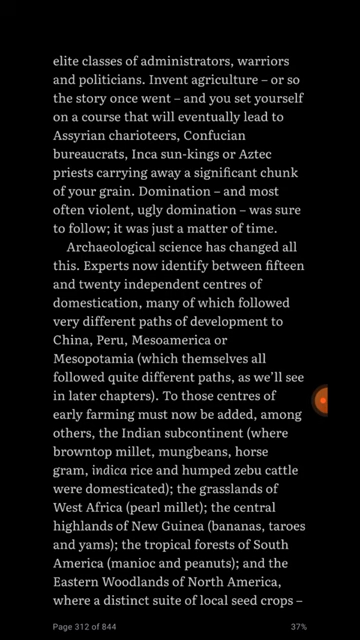 elite classes of administrators, warriors
and politicians. Invent agriculture – or so
the story once went – and you set yourself
on a course that will eventually lead to
Assyrian charioteers, Confucian
bureaucrats, Inca sun-kings or Aztec
priests carrying away a significant chunk
of your grain. Domination – and most
often violent, ugly domination – was sure
to follow; it was just a matter of time.
Archaeological science has changed all
this. Experts now identify between fifteen
and twenty independent centres of
domestication, many of which followed
very different paths of development to
China, Peru, Mesoamerica or
Mesopotamia (which themselves all
followed quite different paths, as we’ll see
in later chapters). To those centres of
early farming must now be added, among
others, the Indian subcontinent (where
browntop millet, mungbeans, horse
gram, indica rice and humped zebu cattle
were domesticated); the grasslands of
West Africa (pearl millet); the central
highlands of New Guinea (bananas, taroes
and yams); the tropical forests of South
America (manioc and peanuts); and the
Eastern Woodlands of North America,
where a distinct suite of local seed crops –
Page 312 of 844 37%